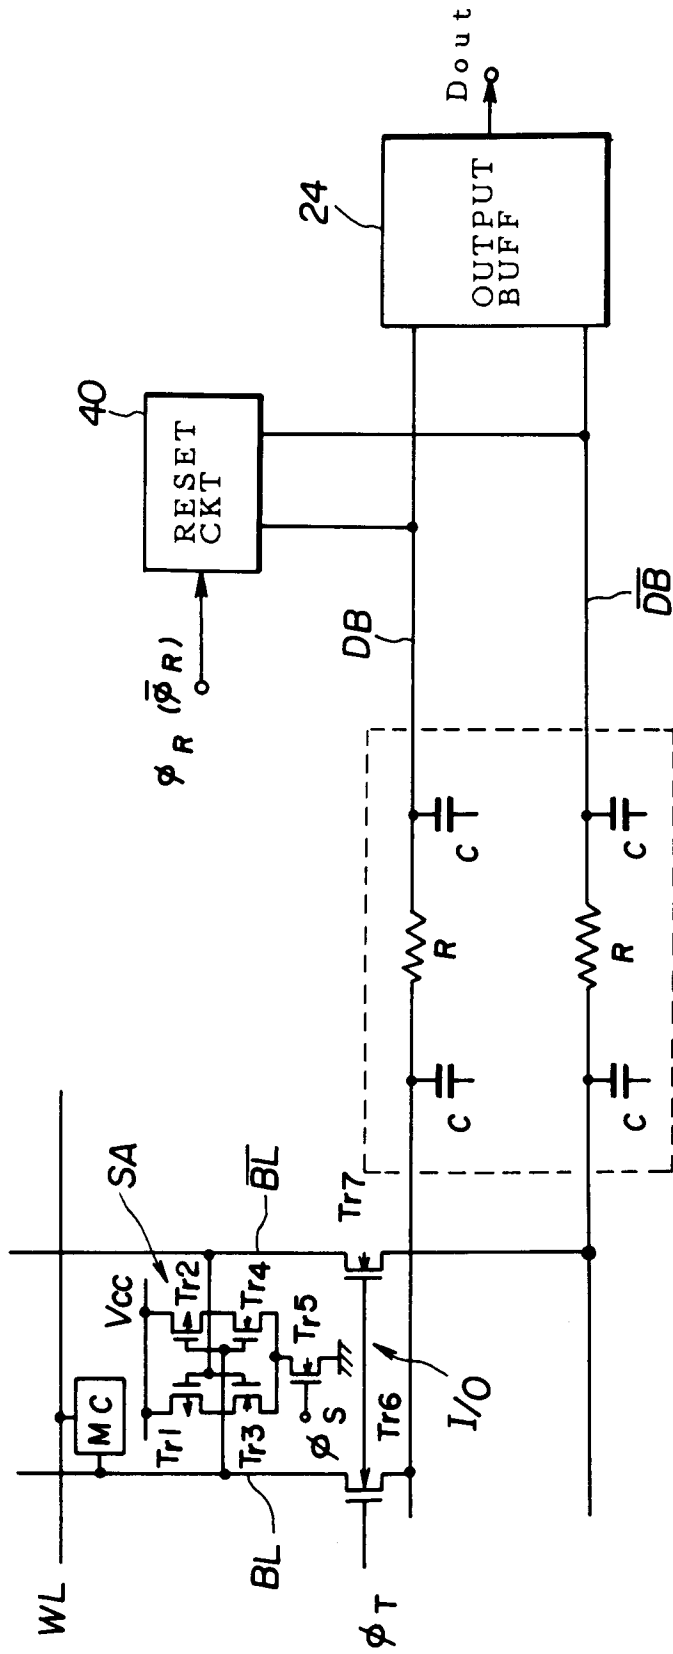 WL
MC
BL
B̅L̅
SA
Vcc
Tr1
Tr2
Tr3
Tr4
Tr5
ϕS
Tr6
Tr7
ϕT
I/O
C
R
C
C
R
C
DB
D̅B̅
ϕR (ϕ̅R)
40
RESET
CKT
24
OUTPUT
BUFF
Dout